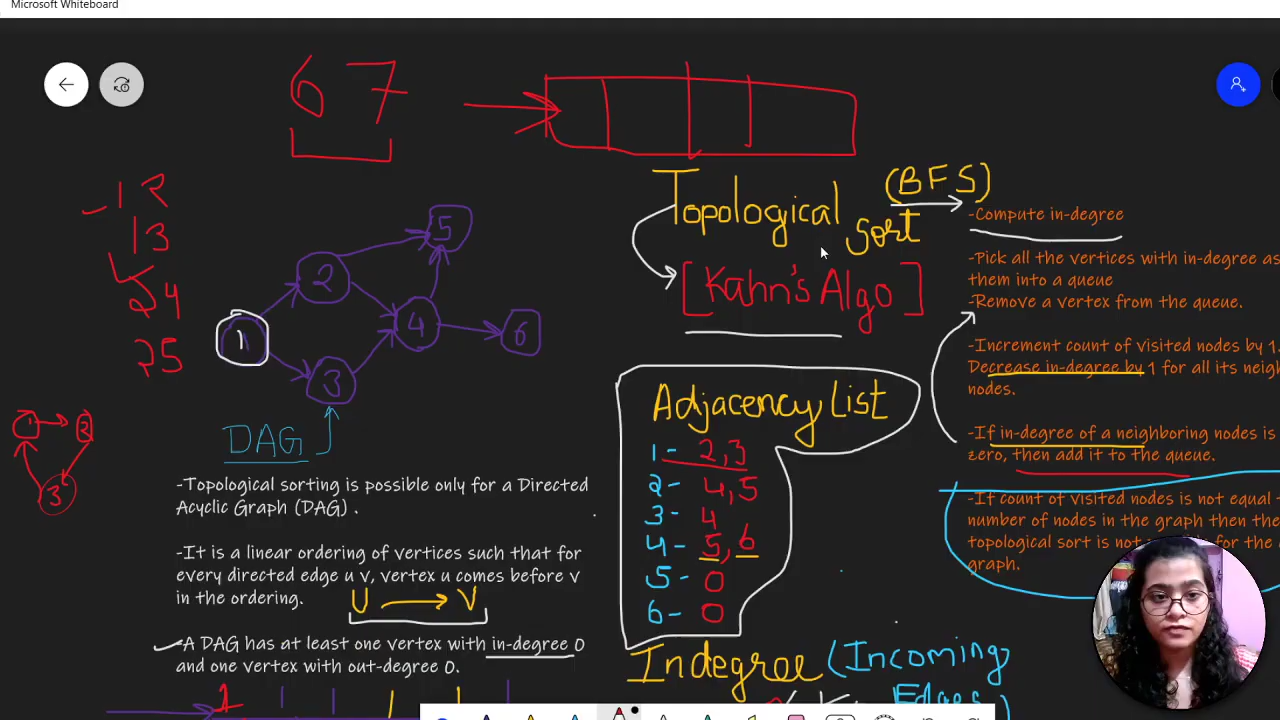 Microsoft Whiteboard
6 7
Topological
(BFS)
sort
[Kahn's Algo]
1 2
1 3
2 4
2 5
1
2
3
4
5
6
DAG
1
2
3
-Topological sorting is possible only for a Directed
Acyclic Graph (DAG) .
-It is a linear ordering of vertices such that for
every directed edge u v, vertex u comes before v
in the ordering.
U V
-A DAG has at least one vertex with in-degree 0
and one vertex with out-degree 0.
1
Adjacency List
1- 2,3
2- 4,5
3- 4
4- 5,6
5- 0
6- 0
Indegree (Incoming
Edges
-Compute in-degree
-Pick all the vertices with in-degree as
them into a queue
-Remove a vertex from the queue.
-Increment count of visited nodes by 1.
Decrease in-degree by 1 for all its neig
nodes.
-If in-degree of a neighboring nodes is
zero, then add it to the queue.
-If count of visited nodes is not equal
number of nodes in the graph then the
topological sort is not for the
graph.